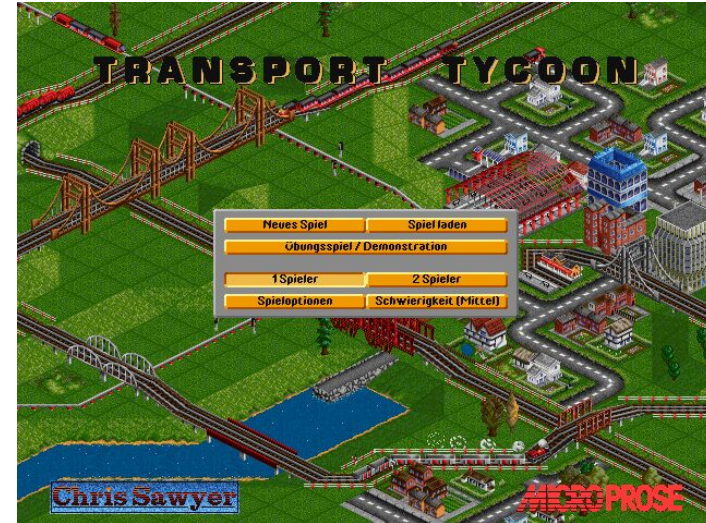 TRANSPORT TYCOON
Neues Spiel
Spiel laden
Übungsspiel / Demonstration
1 Spieler
2 Spieler
Spieloptionen
Schwierigkeit (Mittel)
Chris Sawyer
MICROPROSE